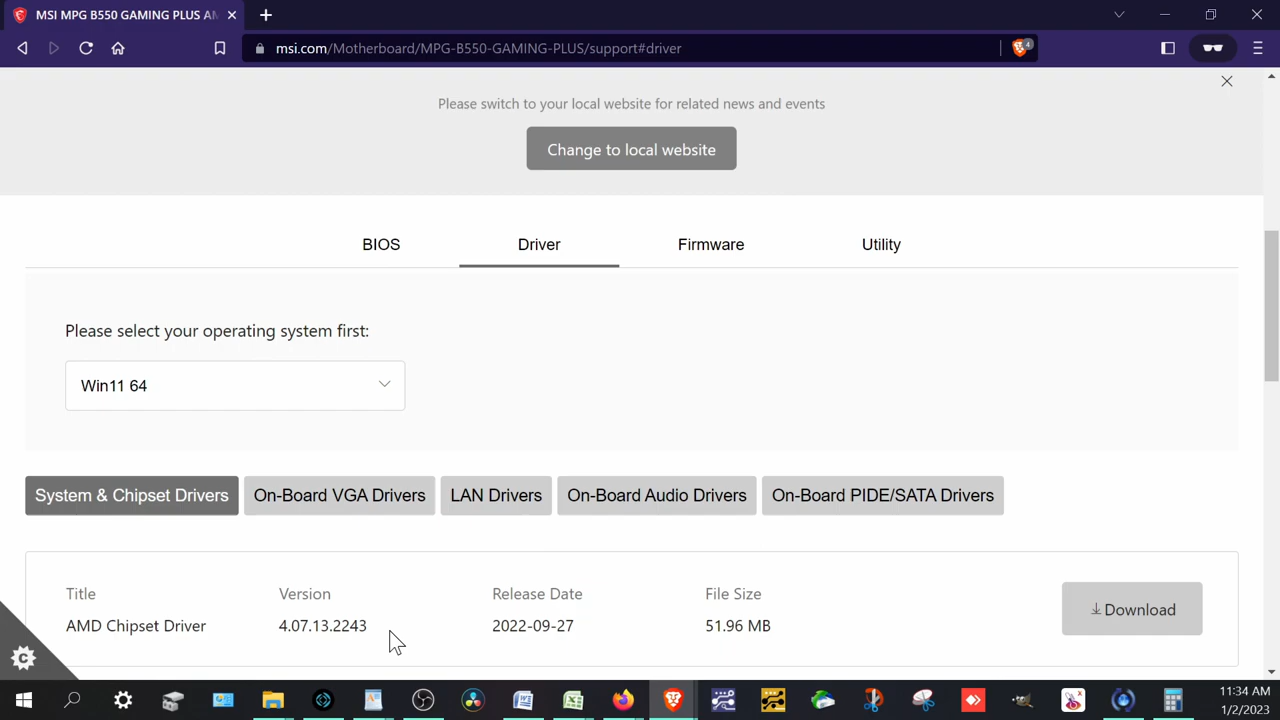 MSI MPG B550 GAMING PLUS AM
msi.com/Motherboard/MPG-B550-GAMING-PLUS/support#driver
4
Please switch to your local website for related news and events
Change to local website
BIOS Driver Firmware Utility
Please select your operating system first:
Win11 64
System & Chipset Drivers On-Board VGA Drivers LAN Drivers On-Board Audio Drivers On-Board PIDE/SATA Drivers
Title Version Release Date File Size
Download
AMD Chipset Driver 4.07.13.2243 2022-09-27 51.96 MB
11:34 AM
1/2/2023